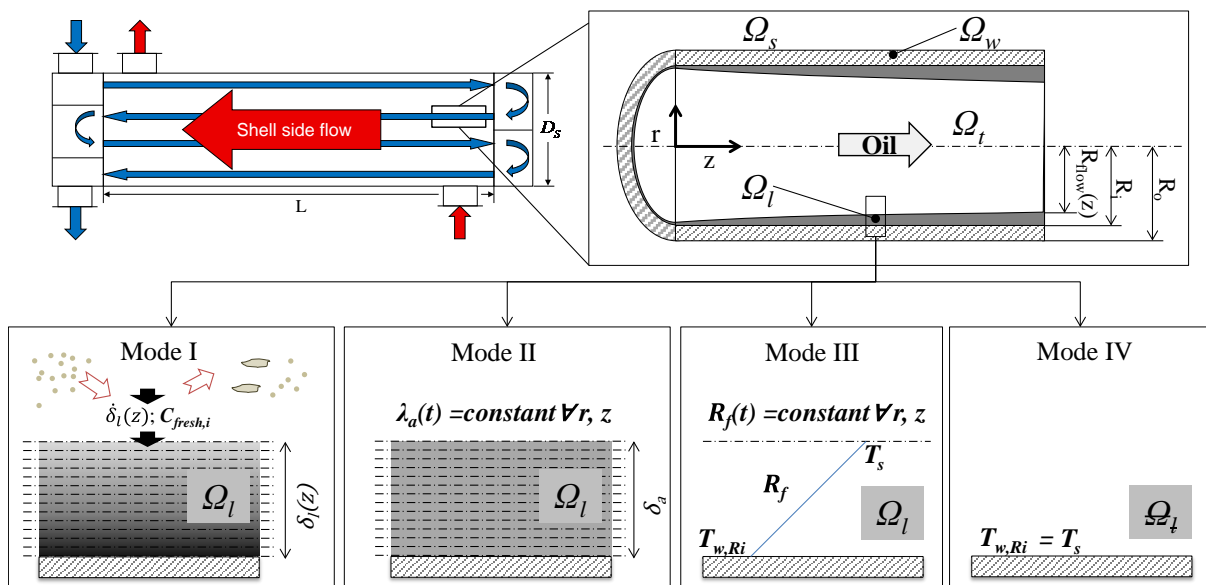 Shell side flow
D_s
L
Ω_s
Ω_w
r
z
Oil
Ω_t
Ω_l
R_flow(z)
R_i
R_o
Mode I
δ̇_l(z); C_fresh,i
Ω_l
δ_l(z)
Mode II
λ_a(t) =constant ∀r, z
Ω_l
δ_a
Mode III
R_f(t) =constant ∀r, z
T_s
R_f
Ω_l
T_w,Ri
Mode IV
Ω_l
T_w,Ri = T_s